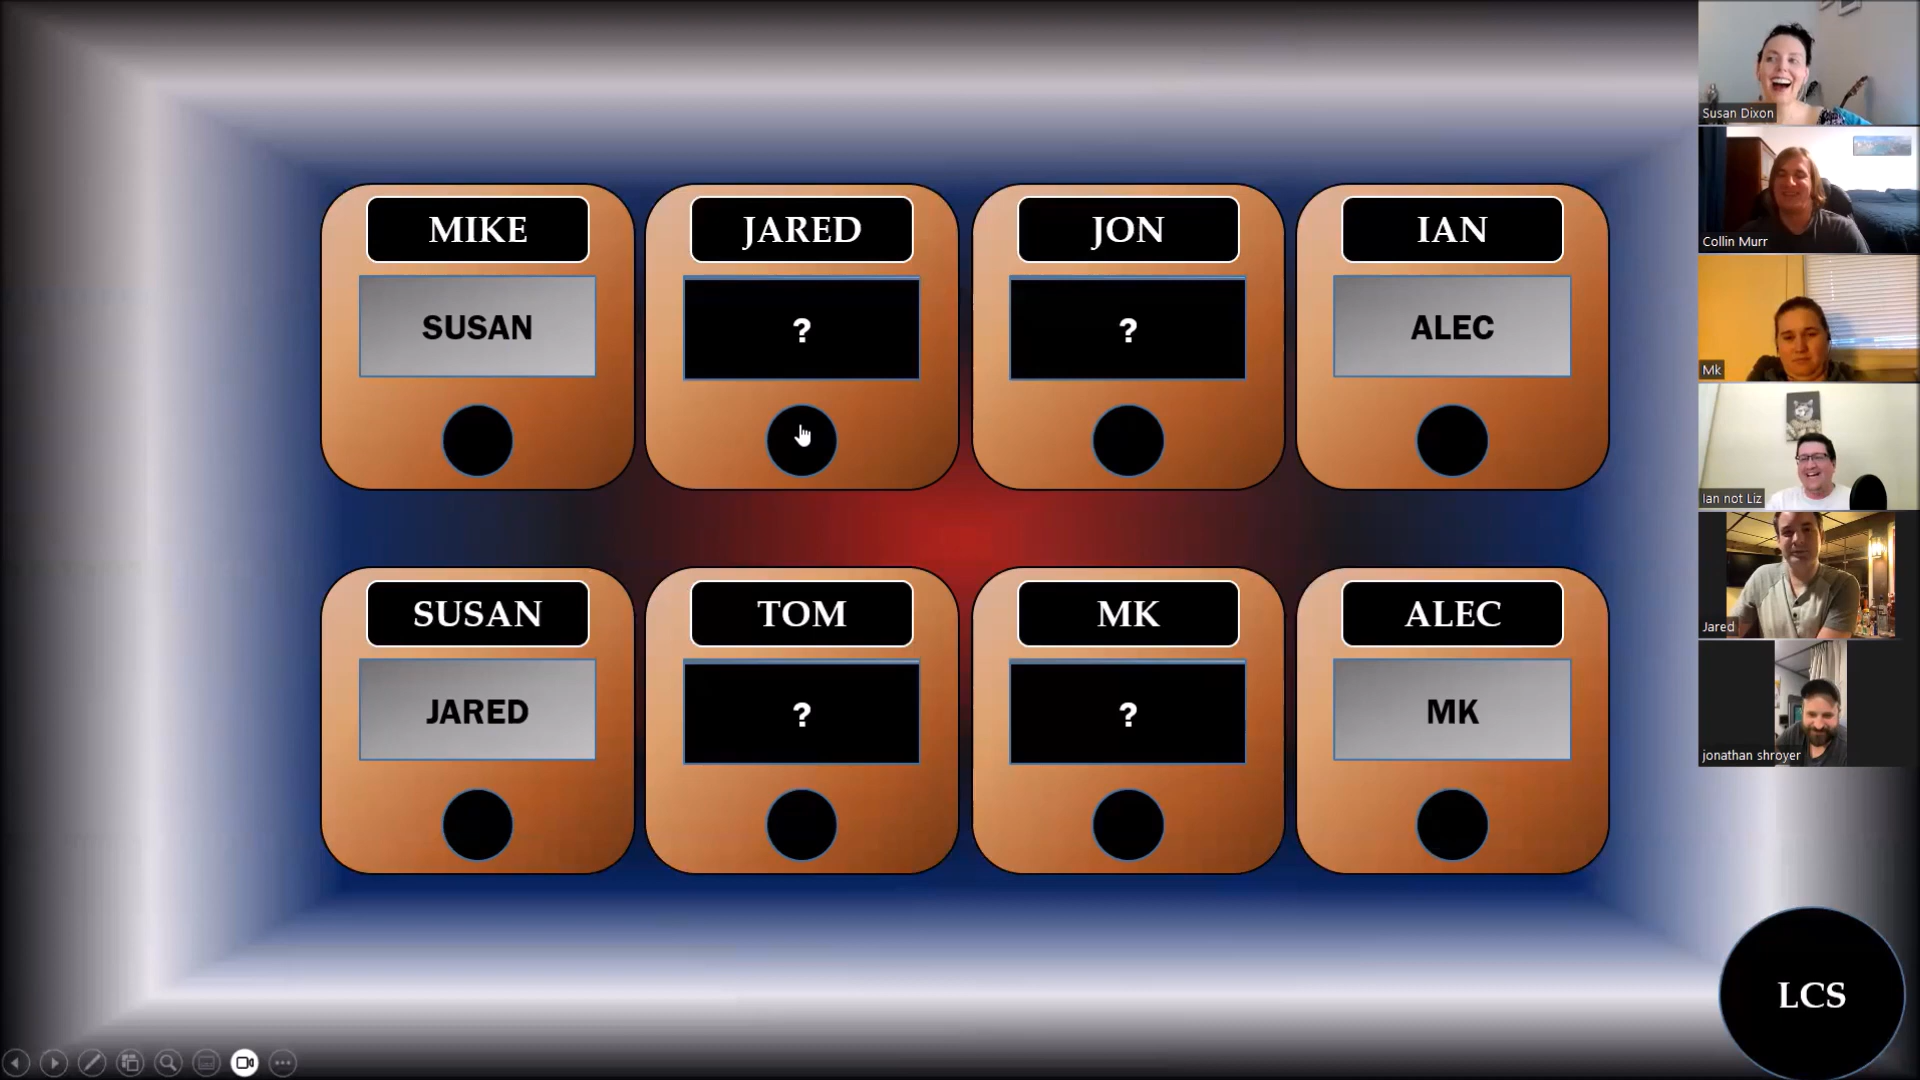 MIKE
JARED
JON
IAN
SUSAN
?
?
ALEC
SUSAN
TOM
MK
ALEC
JARED
?
?
MK
LCS
Susan Dixon
Collin Murr
Mk
Ian not Liz
Jared
jonathan shroyer